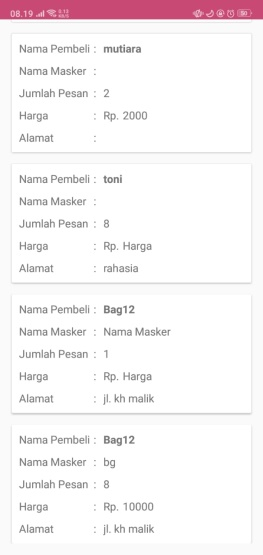 08.19
Nama Pembeli : mutiara
Nama Masker :
Jumlah Pesan : 2
Harga : Rp. 2000
Alamat :
Nama Pembeli : toni
Nama Masker :
Jumlah Pesan : 8
Harga : Rp. Harga
Alamat : rahasia
Nama Pembeli : Bag12
Nama Masker : Nama Masker
Jumlah Pesan : 1
Harga : Rp. Harga
Alamat : jl. kh malik
Nama Pembeli : Bag12
Nama Masker : bg
Jumlah Pesan : 8
Harga : Rp. 10000
Alamat : jl. kh malik